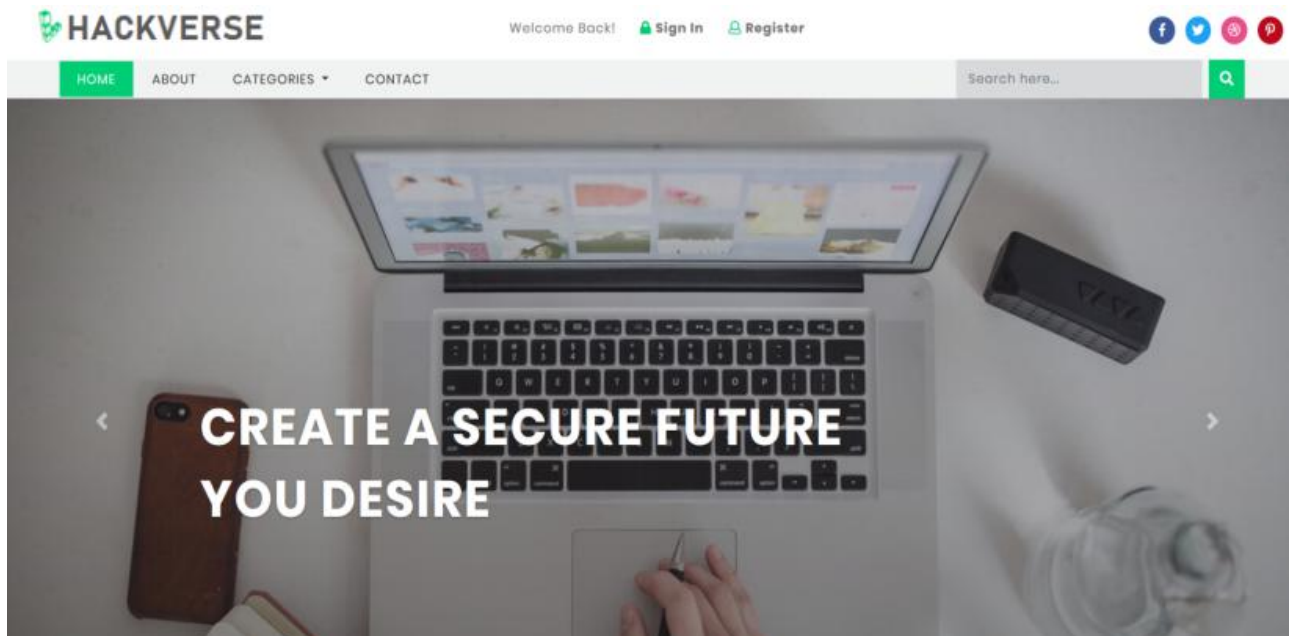 HACKVERSE
Welcome Back! Sign In Register
HOME ABOUT CATEGORIES CONTACT Search here...
CREATE A SECURE FUTURE
YOU DESIRE